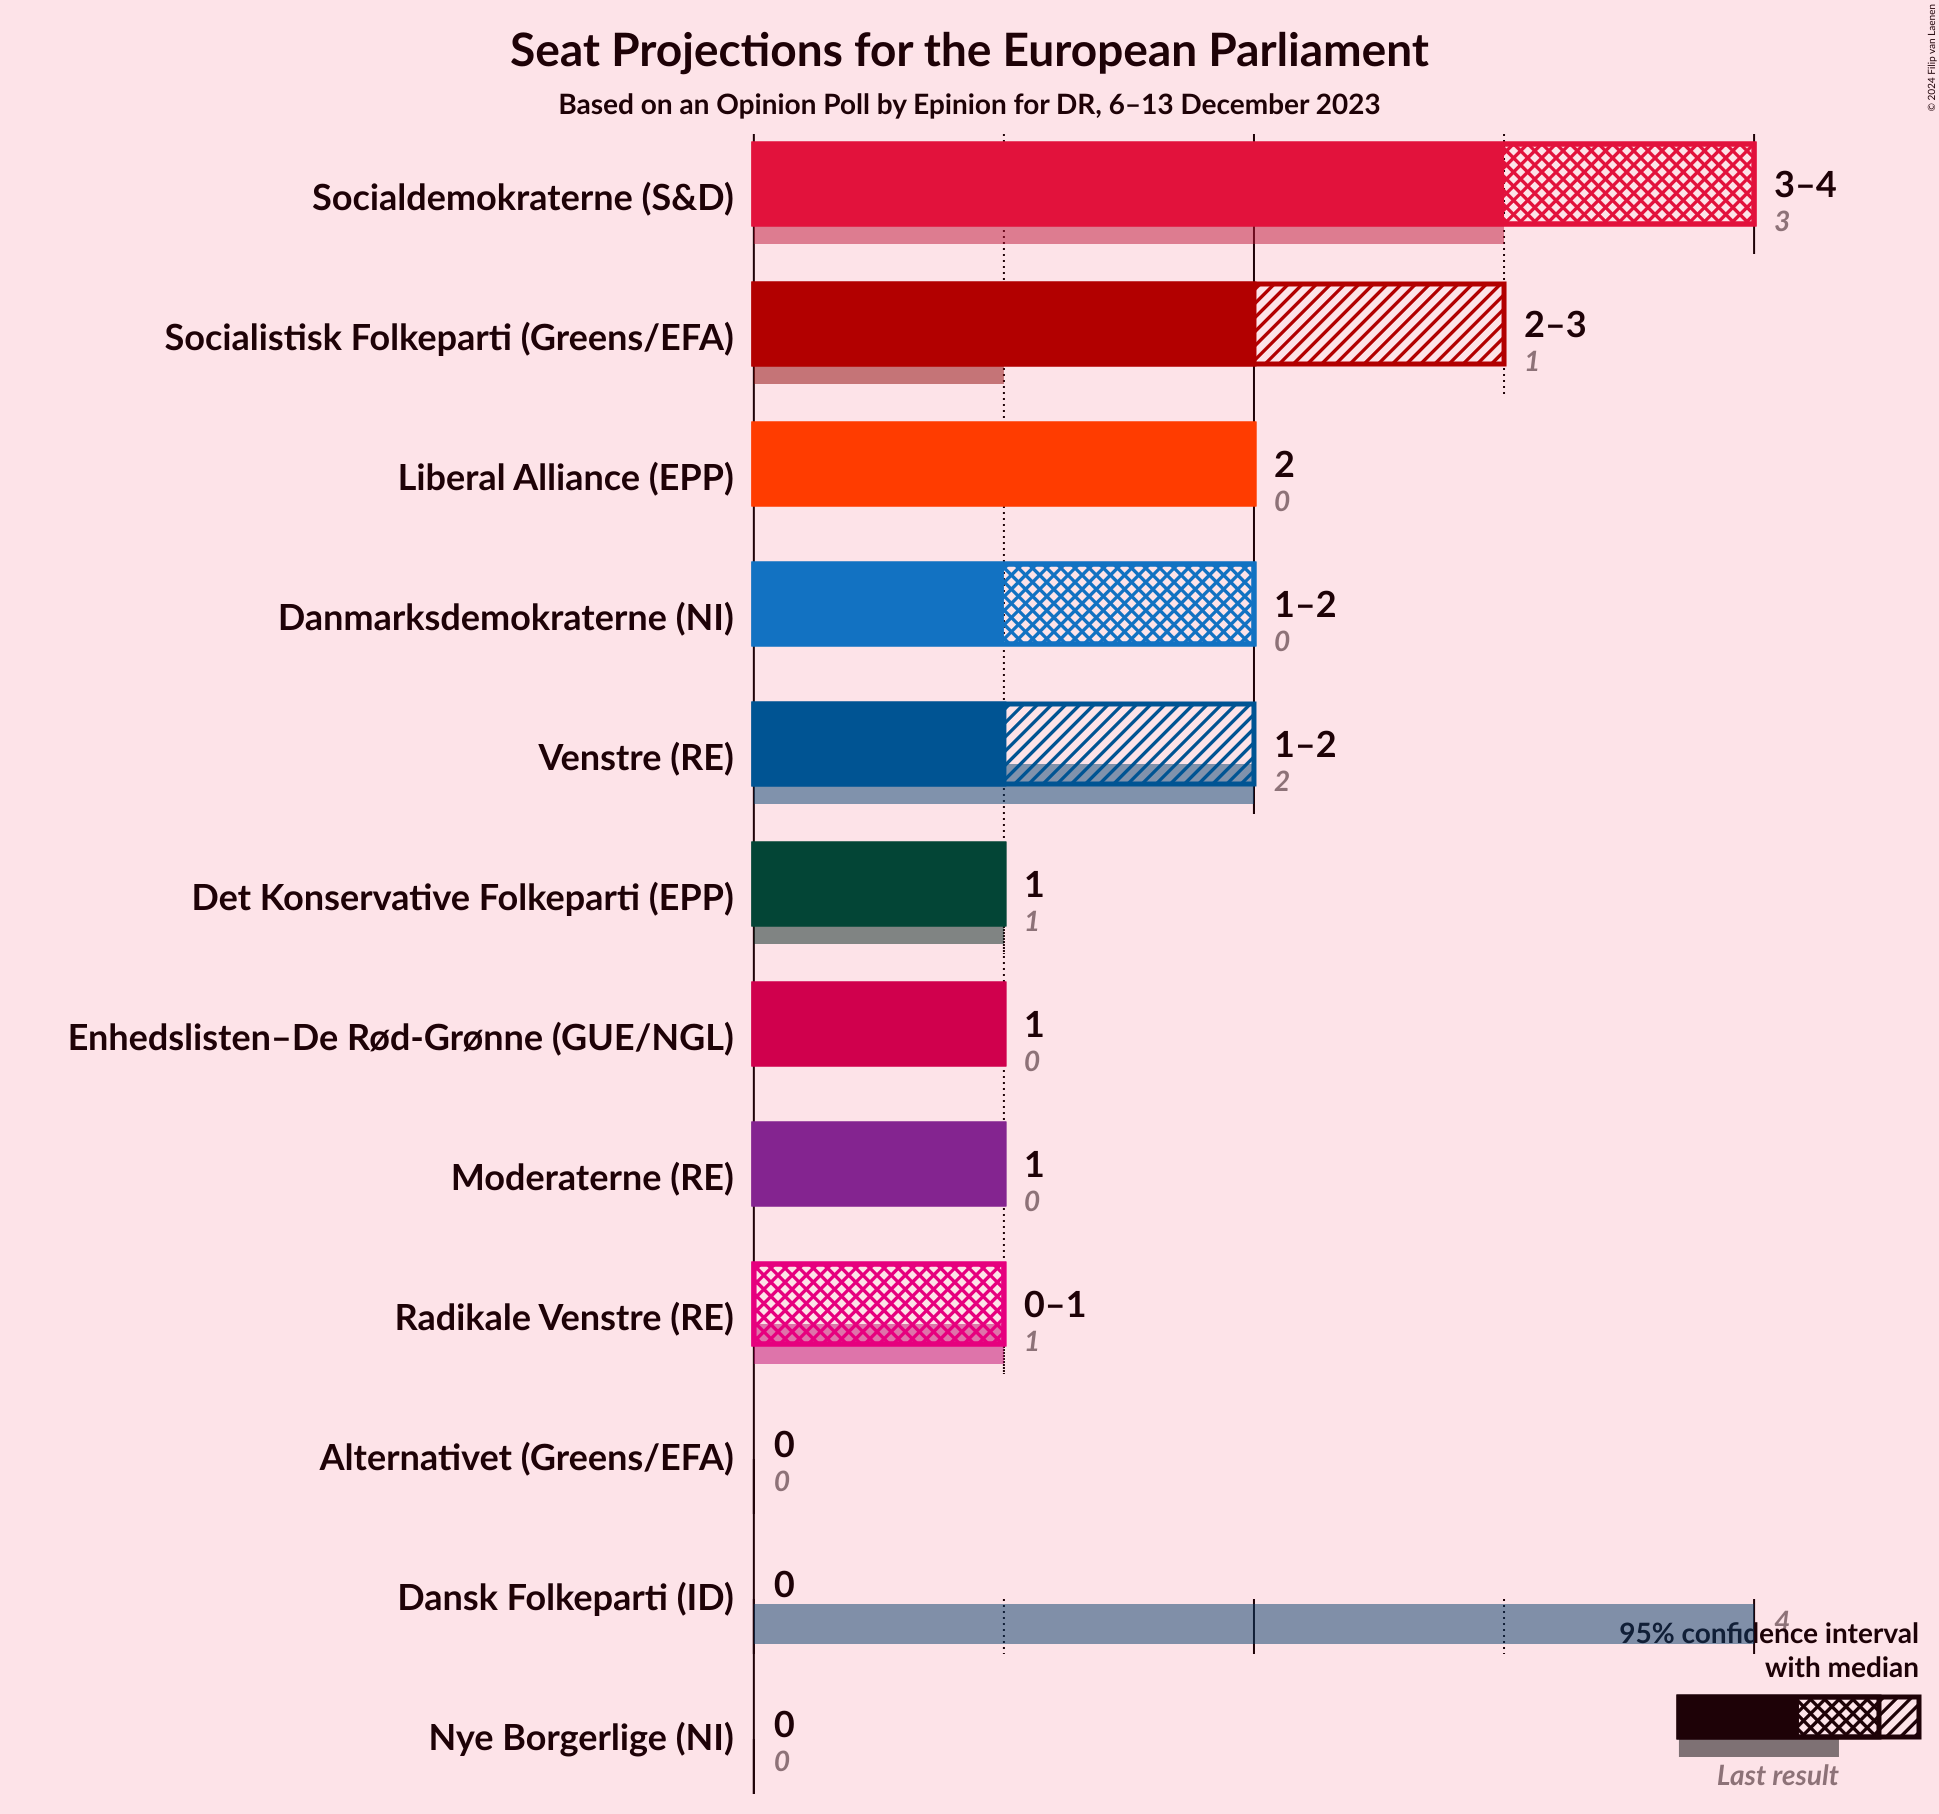 Seat Projections for the European Parliament
Based on an Opinion Poll by Epinion for DR, 6–13 December 2023
© 2024 Filip van Laenen
Socialdemokraterne (S&D)
3–4
3
Socialistisk Folkeparti (Greens/EFA)
2–3
1
Liberal Alliance (EPP)
2
0
Danmarksdemokraterne (NI)
1–2
0
Venstre (RE)
1–2
2
Det Konservative Folkeparti (EPP)
1
1
Enhedslisten–De Rød-Grønne (GUE/NGL)
1
0
Moderaterne (RE)
1
0
Radikale Venstre (RE)
0–1
1
Alternativet (Greens/EFA)
0
0
Dansk Folkeparti (ID)
0
4
Nye Borgerlige (NI)
0
0
95% confidence interval
with median
Last result